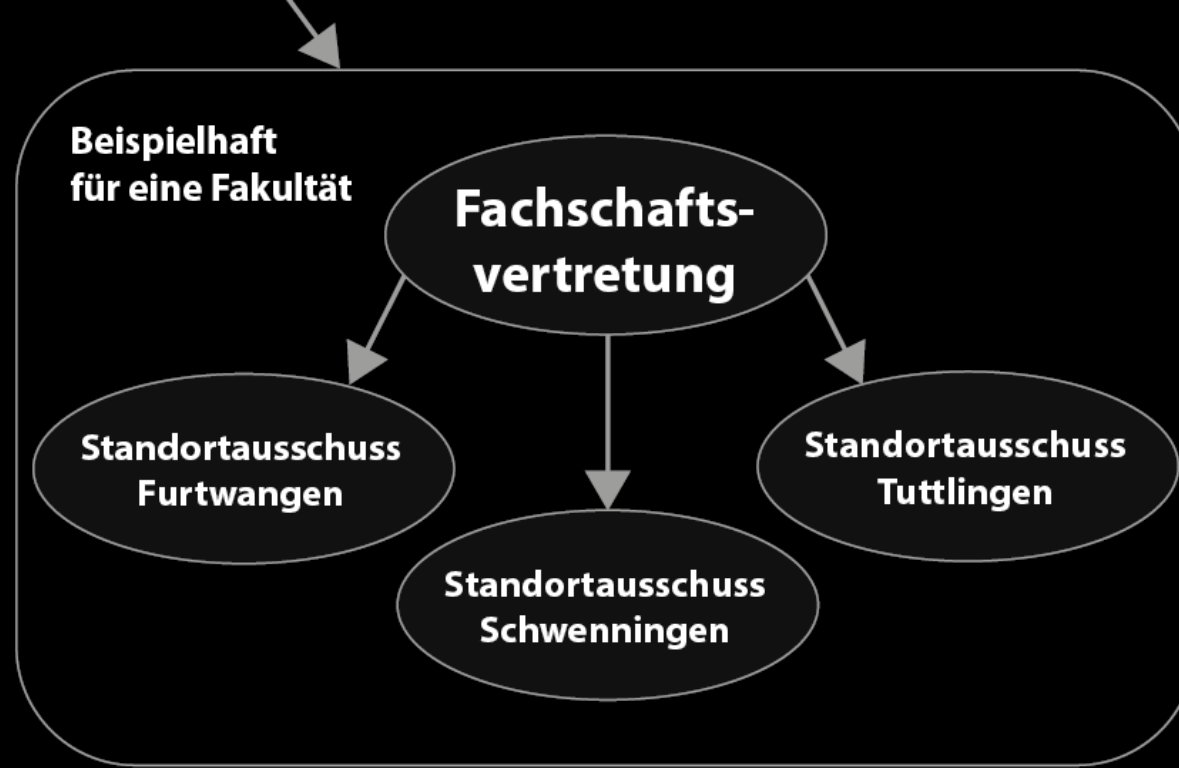 Beispielhaft
für eine Fakultät
Fachschafts-
vertretung
Standortausschuss
Furtwangen
Standortausschuss
Schwenningen
Standortausschuss
Tuttlingen